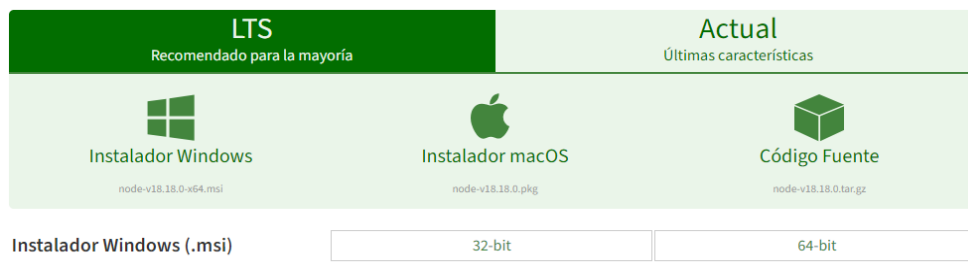 LTS
Recomendado para la mayoría
Actual
Últimas características
Instalador Windows
node-v18.18.0-x64.msi
Instalador macOS
node-v18.18.0.pkg
Código Fuente
node-v18.18.0.tar.gz
Instalador Windows (.msi)
32-bit
64-bit